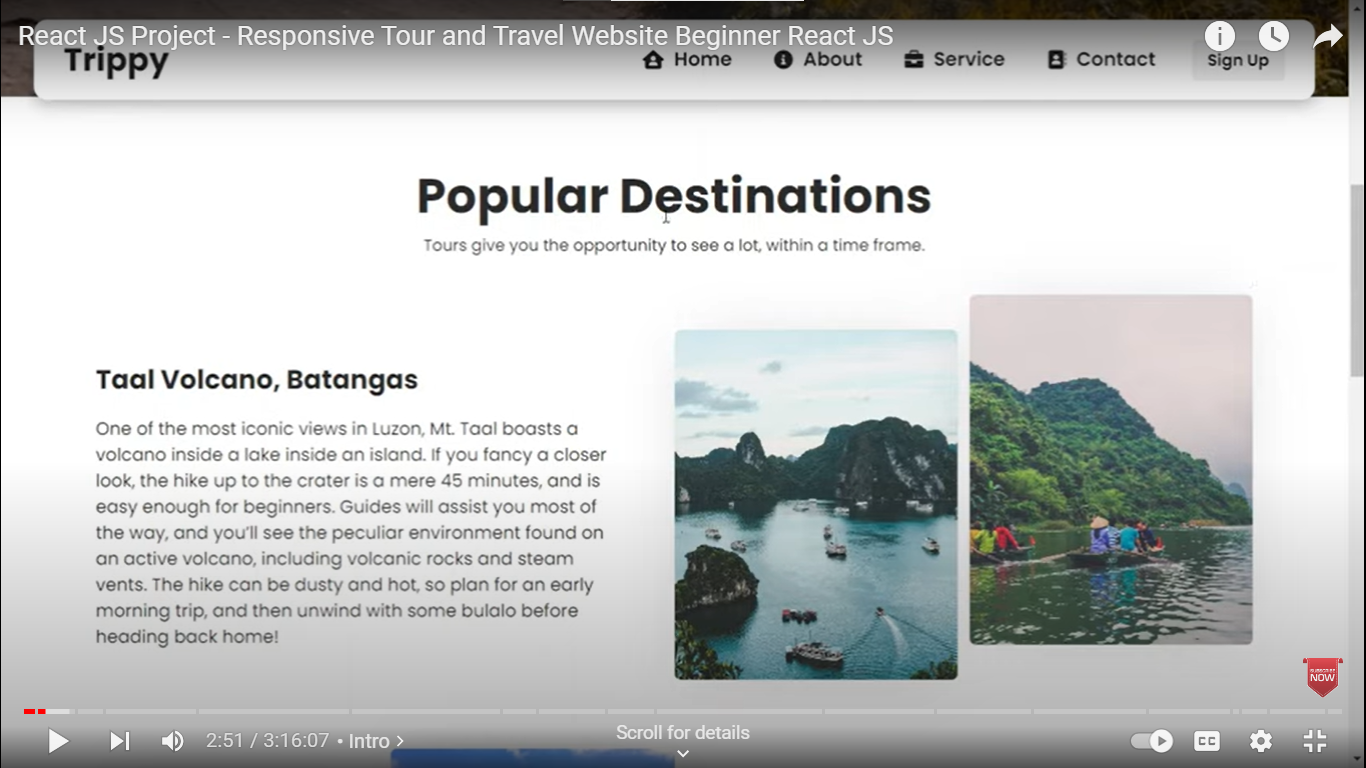 React JS Project - Responsive Tour and Travel Website Beginner React JS
Trippy
Home
About
Service
Contact
Sign Up
Popular Destinations
Tours give you the opportunity to see a lot, within a time frame.
Taal Volcano, Batangas
One of the most iconic views in Luzon, Mt. Taal boasts a
volcano inside a lake inside an island. If you fancy a closer
look, the hike up to the crater is a mere 45 minutes, and is
easy enough for beginners. Guides will assist you most of
the way, and you'll see the peculiar environment found on
an active volcano, including volcanic rocks and steam
vents. The hike can be dusty and hot, so plan for an early
morning trip, and then unwind with some bulalo before
heading back home!
SUBSCRIBE
NOW
2:51 / 3:16:07 • Intro
Scroll for details
CC